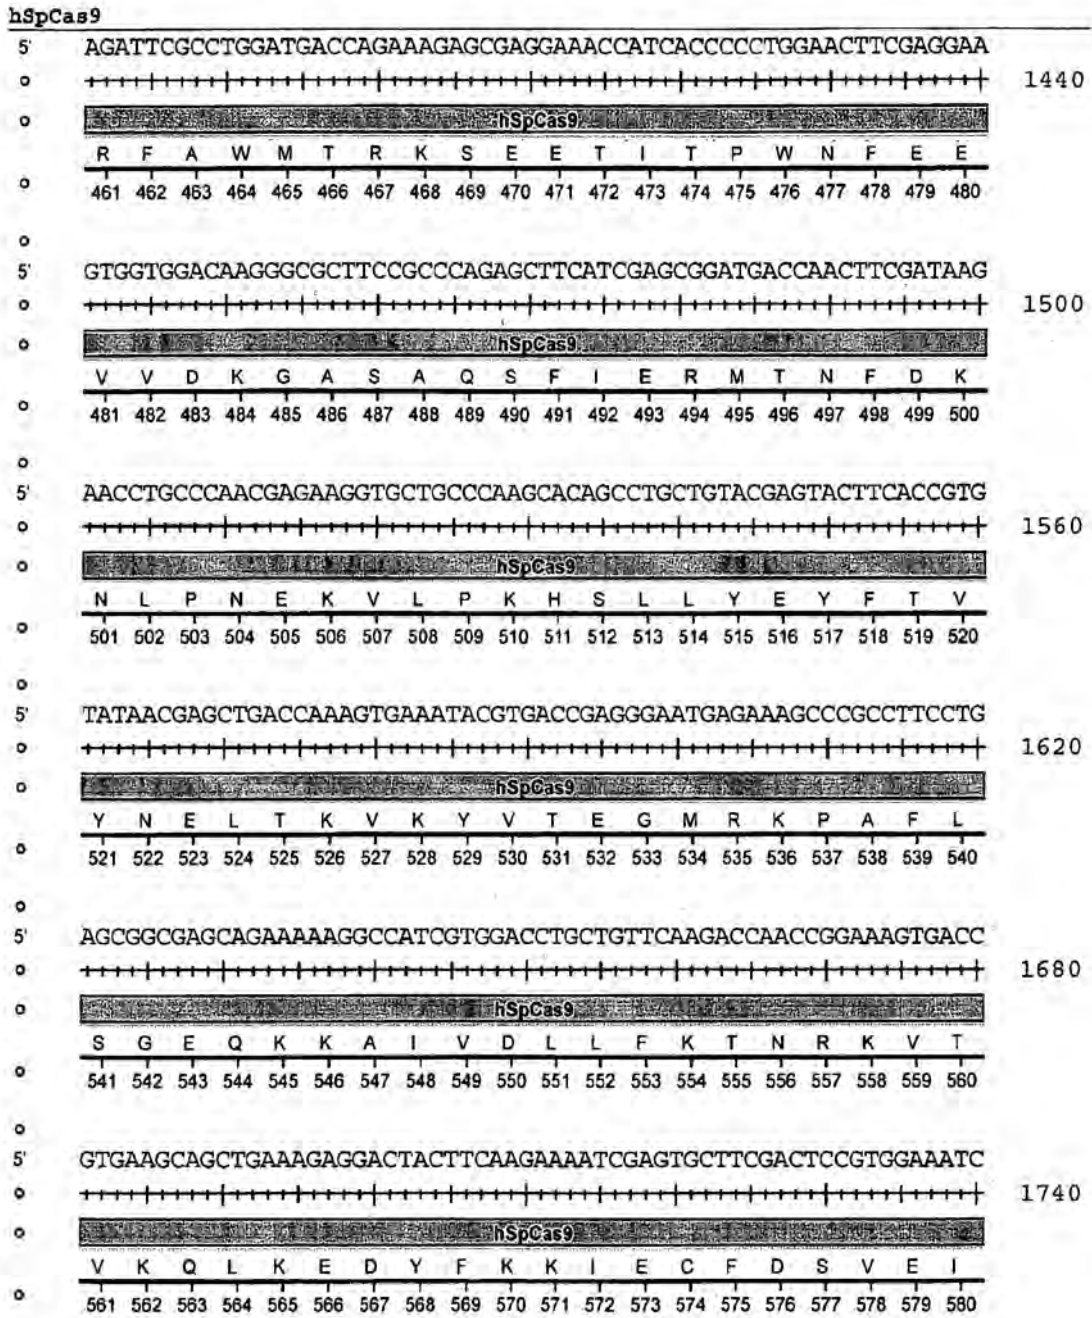 hSpCas9
5' AGATTCGCCTGGATGACCAGAAAGAGCGAGGAAACCATCACCCCCTGGAACTTCGAGGAA
1440
hSpCas9
R F A W M T R K S E E T I T P W N F E E
461 462 463 464 465 466 467 468 469 470 471 472 473 474 475 476 477 478 479 480
5' GTGGTGGACAAGGGCGCTTCCGCCCAGAGCTTCATCGAGCGGATGACCAACTTCGATAAG
1500
hSpCas9
V V D K G A S A Q S F I E R M T N F D K
481 482 483 484 485 486 487 488 489 490 491 492 493 494 495 496 497 498 499 500
5' AACCTGCCCAACGAGAAGGTGCTGCCCAAGCACAGCCTGCTGTACGAGTACTTCACCGTG
1560
hSpCas9
N L P N E K V L P K H S L L Y E Y F T V
501 502 503 504 505 506 507 508 509 510 511 512 513 514 515 516 517 518 519 520
5' TATAACGAGCTGACCAAAGTGAAATACGTGACCGAGGGAATGAGAAAGCCCGCCTTCCTG
1620
hSpCas9
Y N E L T K V K Y V T E G M R K P A F L
521 522 523 524 525 526 527 528 529 530 531 532 533 534 535 536 537 538 539 540
5' AGCGGCGAGCAGAAAAAGGCCATCGTGGACCTGCTGTTCAAGACCAACCGGAAAGTGACC
1680
hSpCas9
S G E Q K K A I V D L L F K T N R K V T
541 542 543 544 545 546 547 548 549 550 551 552 553 554 555 556 557 558 559 560
5' GTGAAGCAGCTGAAAGAGGACTACTTCAAGAAAATCGAGTGCTTCGACTCCGTGGAAATC
1740
hSpCas9
V K Q L K E D Y F K K I E C F D S V E I
561 562 563 564 565 566 567 568 569 570 571 572 573 574 575 576 577 578 579 580